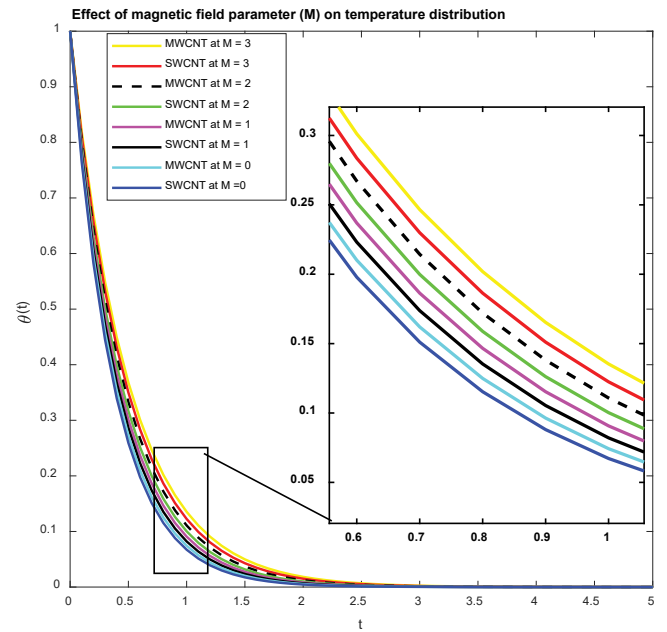 Effect of magnetic field parameter (M) on temperature distribution
1
0.9
0.8
0.7
0.6
0.5
0.4
0.3
0.2
0.1
0
θ(t)
MWCNT at M = 3
SWCNT at M = 3
MWCNT at M = 2
SWCNT at M = 2
MWCNT at M = 1
SWCNT at M = 1
MWCNT at M = 0
SWCNT at M =0
0.3
0.25
0.2
0.15
0.1
0.05
0.6 0.7 0.8 0.9 1
0 0.5 1 1.5 2 2.5 3 3.5 4 4.5 5
t